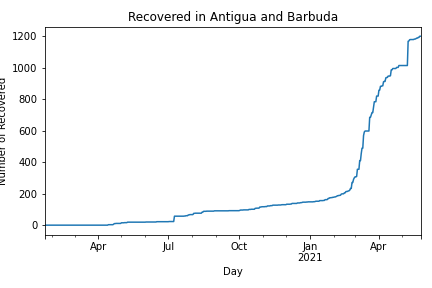 Recovered in Antigua and Barbuda
Number of Recovered
1200
1000
800
600
400
200
0
Apr
Jul
Oct
Jan
2021
Apr
Day